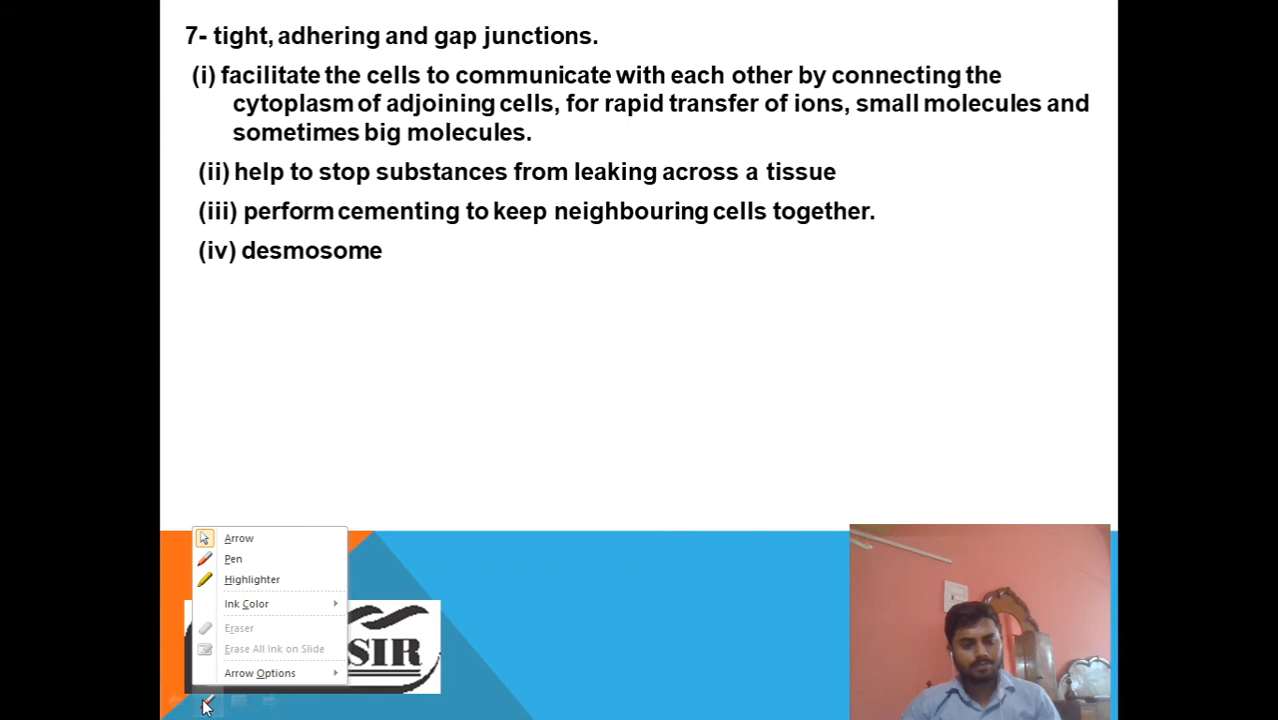 7- tight, adhering and gap junctions.
(i) facilitate the cells to communicate with each other by connecting the
cytoplasm of adjoining cells, for rapid transfer of ions, small molecules and
sometimes big molecules.
(ii) help to stop substances from leaking across a tissue
(iii) perform cementing to keep neighbouring cells together.
(iv) desmosome
Arrow
Pen
Highlighter
Ink Color
Eraser
Erase All Ink on Slide
Arrow Options
SIR